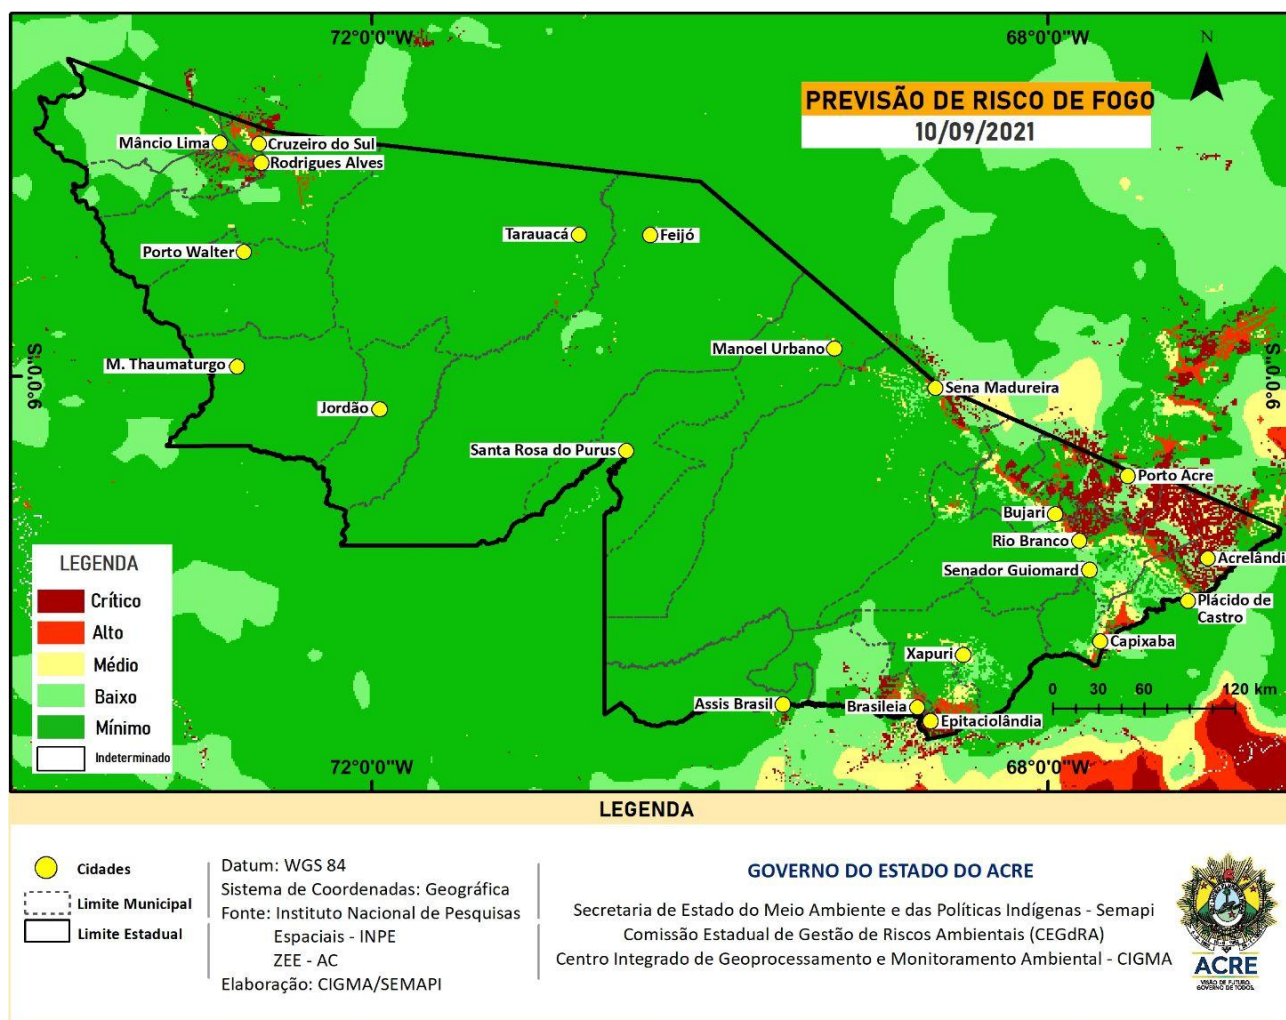 72°0'0"W
68°0'0"W
N
PREVISÃO DE RISCO DE FOGO
10/09/2021
Mâncio Lima
Cruzeiro do Sul
Rodrigues Alves
Porto Walter
Tarauacá
Feijó
M. Thaumaturgo
Manoel Urbano
9°0'0"S
9°0'0"S
Jordão
Sena Madureira
Santa Rosa do Purus
Porto Acre
Bujari
Rio Branco
Acrelândi
Senador Guiomard
Plácido de
Castro
Capixaba
Xapuri
Assis Brasil
Brasileia
Epitaciolândia
0 30 60 120 km
72°0'0"W
68°0'0"W
LEGENDA
Crítico
Alto
Médio
Baixo
Mínimo
Indeterminado
LEGENDA
Cidades
Limite Municipal
Limite Estadual
Datum: WGS 84
Sistema de Coordenadas: Geográfica
Fonte: Instituto Nacional de Pesquisas
Espaciais - INPE
ZEE - AC
Elaboração: CIGMA/SEMAPI
GOVERNO DO ESTADO DO ACRE
Secretaria de Estado do Meio Ambiente e das Políticas Indígenas - Semapi
Comissão Estadual de Gestão de Riscos Ambientais (CEGdRA)
Centro Integrado de Geoprocessamento e Monitoramento Ambiental - CIGMA
ACRE
VISÃO DE FUTURO.
GOVERNO DE TODOS.